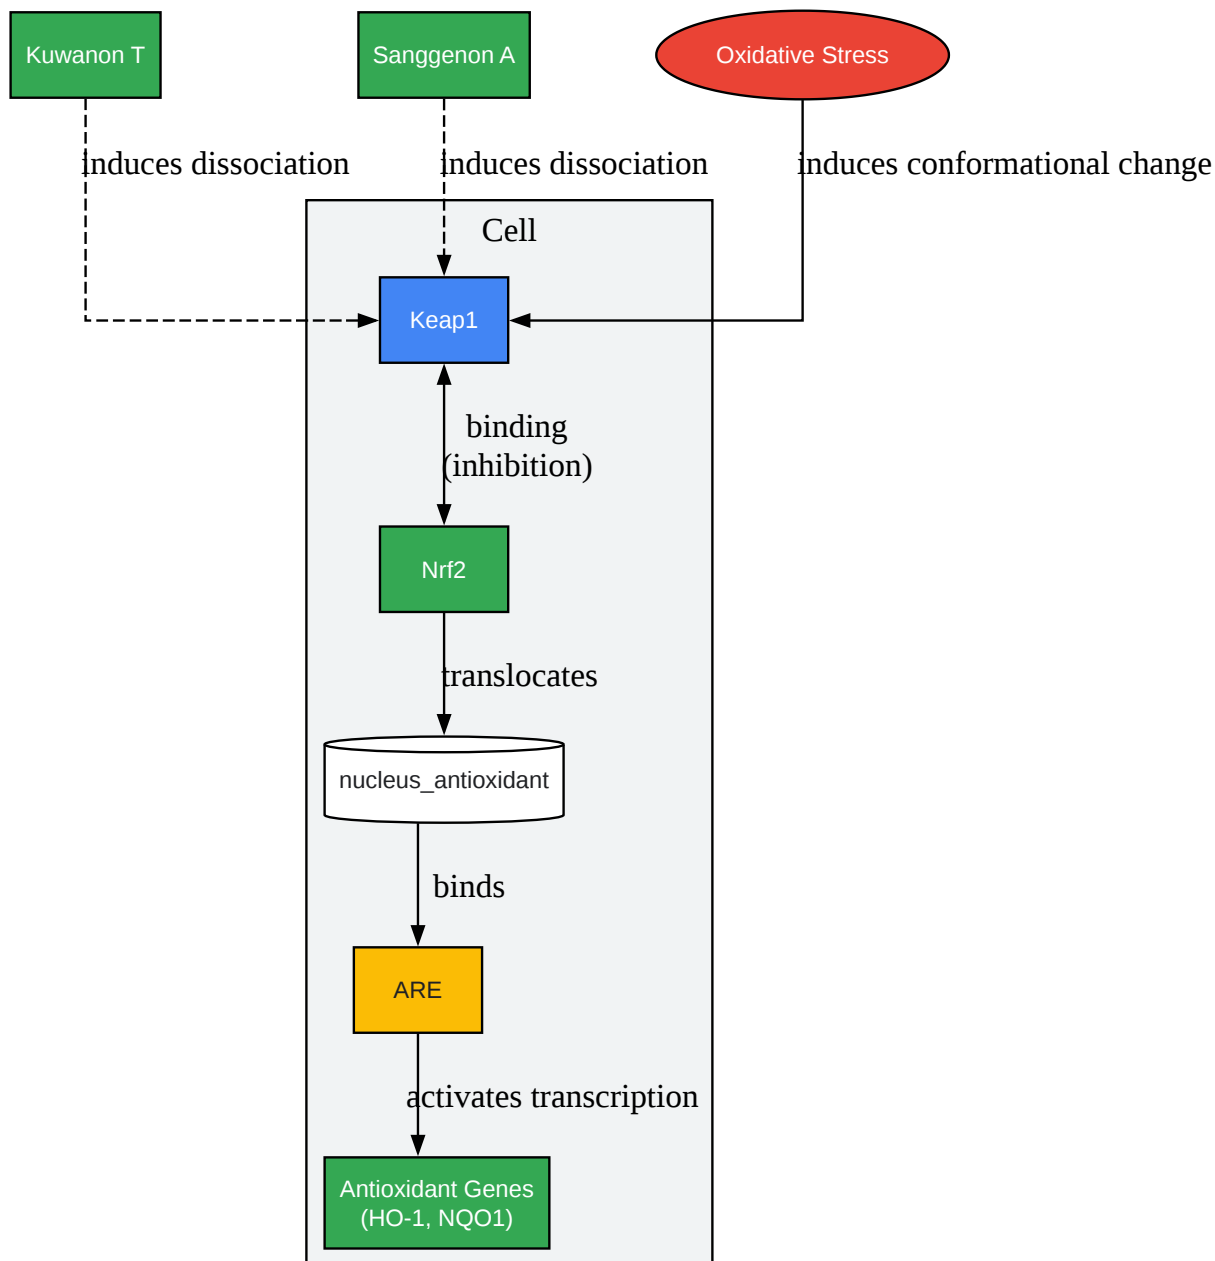 Kuwanon T
Sanggenon A
Oxidative Stress
induces dissociation
induces dissociation
induces conformational change
Cell
Keap1
binding
(inhibition)
Nrf2
translocates
nucleus_antioxidant
binds
ARE
activates transcription
Antioxidant Genes
(HO-1, NQO1)